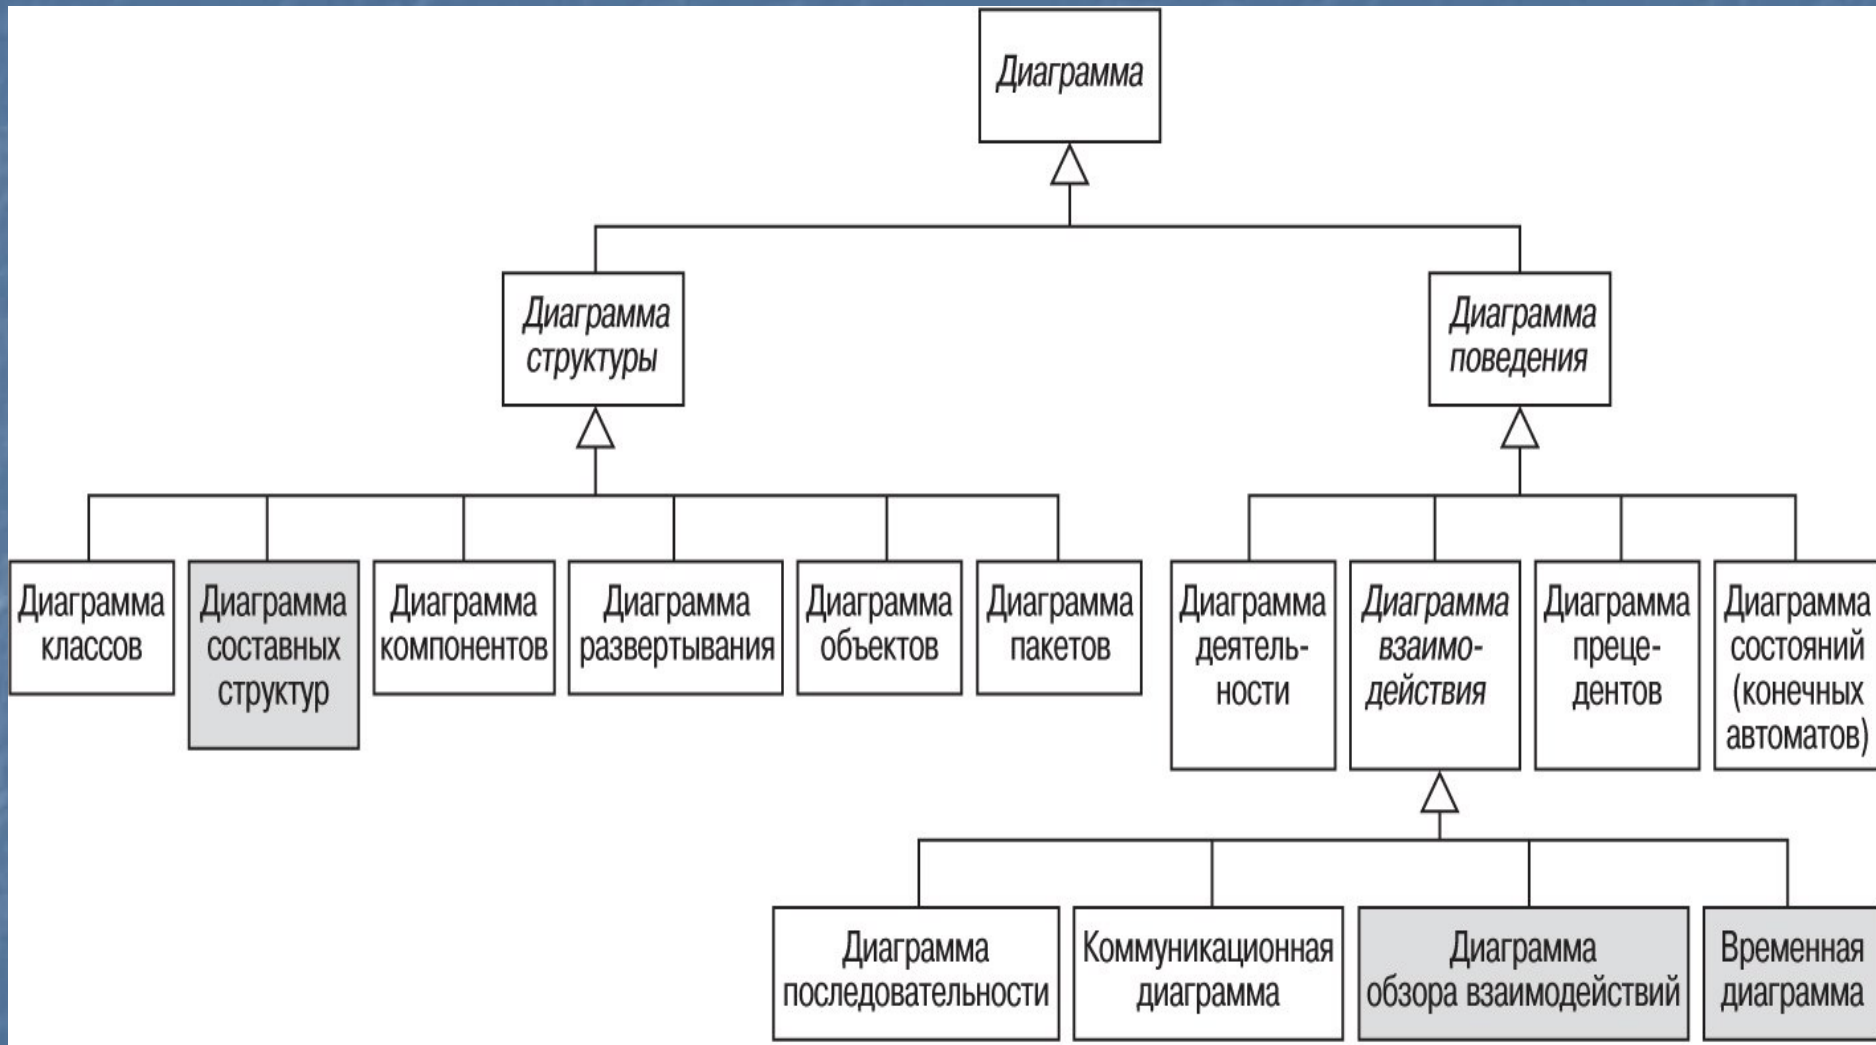 Диаграмма
Диаграмма
структуры
Диаграмма
поведения
Диаграмма
классов
Диаграмма
составных
структур
Диаграмма
компонентов
Диаграмма
развертывания
Диаграмма
объектов
Диаграмма
пакетов
Диаграмма
деятель-
ности
Диаграмма
взаимо-
действия
Диаграмма
преце-
дентов
Диаграмма
состояний
(конечных
автоматов)
Диаграмма
последовательности
Коммуникационная
диаграмма
Диаграмма
обзора взаимодействий
Временная
диаграмма